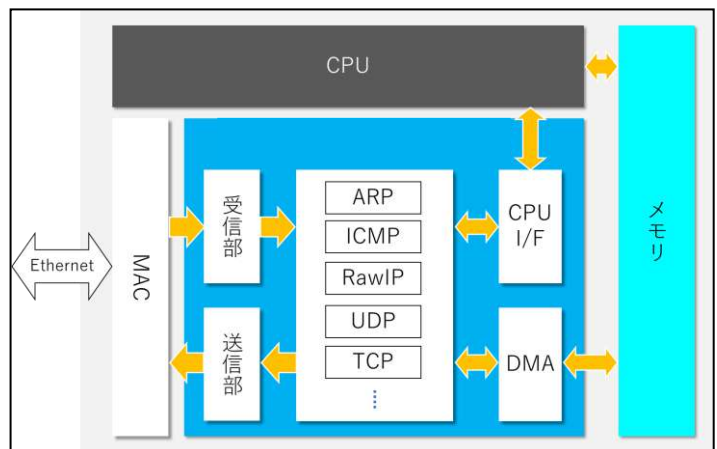 CPU
Ethernet
MAC
受信部
送信部
ARP
ICMP
RawIP
UDP
TCP
CPU
I/F
DMA
メモリ